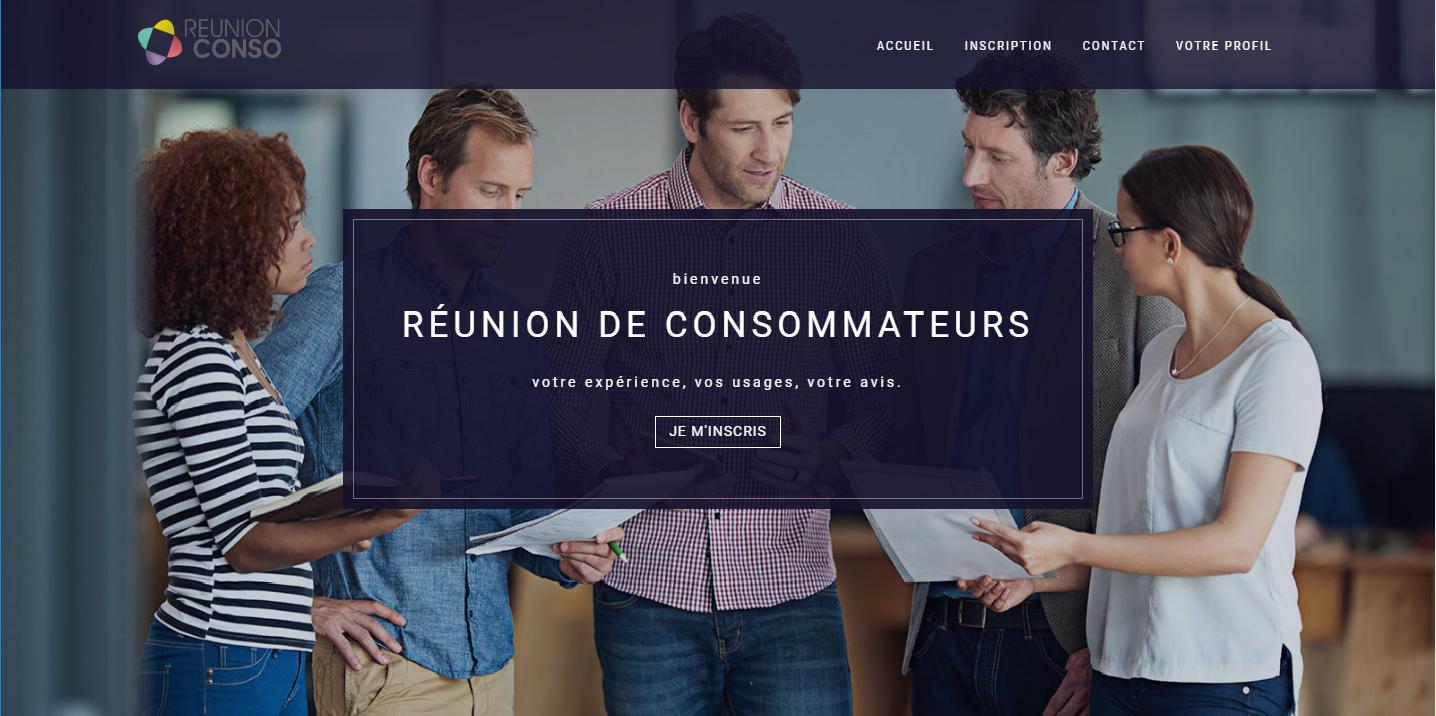 REUNION
CONSO
ACCUEIL INSCRIPTION CONTACT VOTRE PROFIL
bienvenue
RÉUNION DE CONSOMMATEURS
votre expérience, vos usages, votre avis.
JE M'INSCRIS